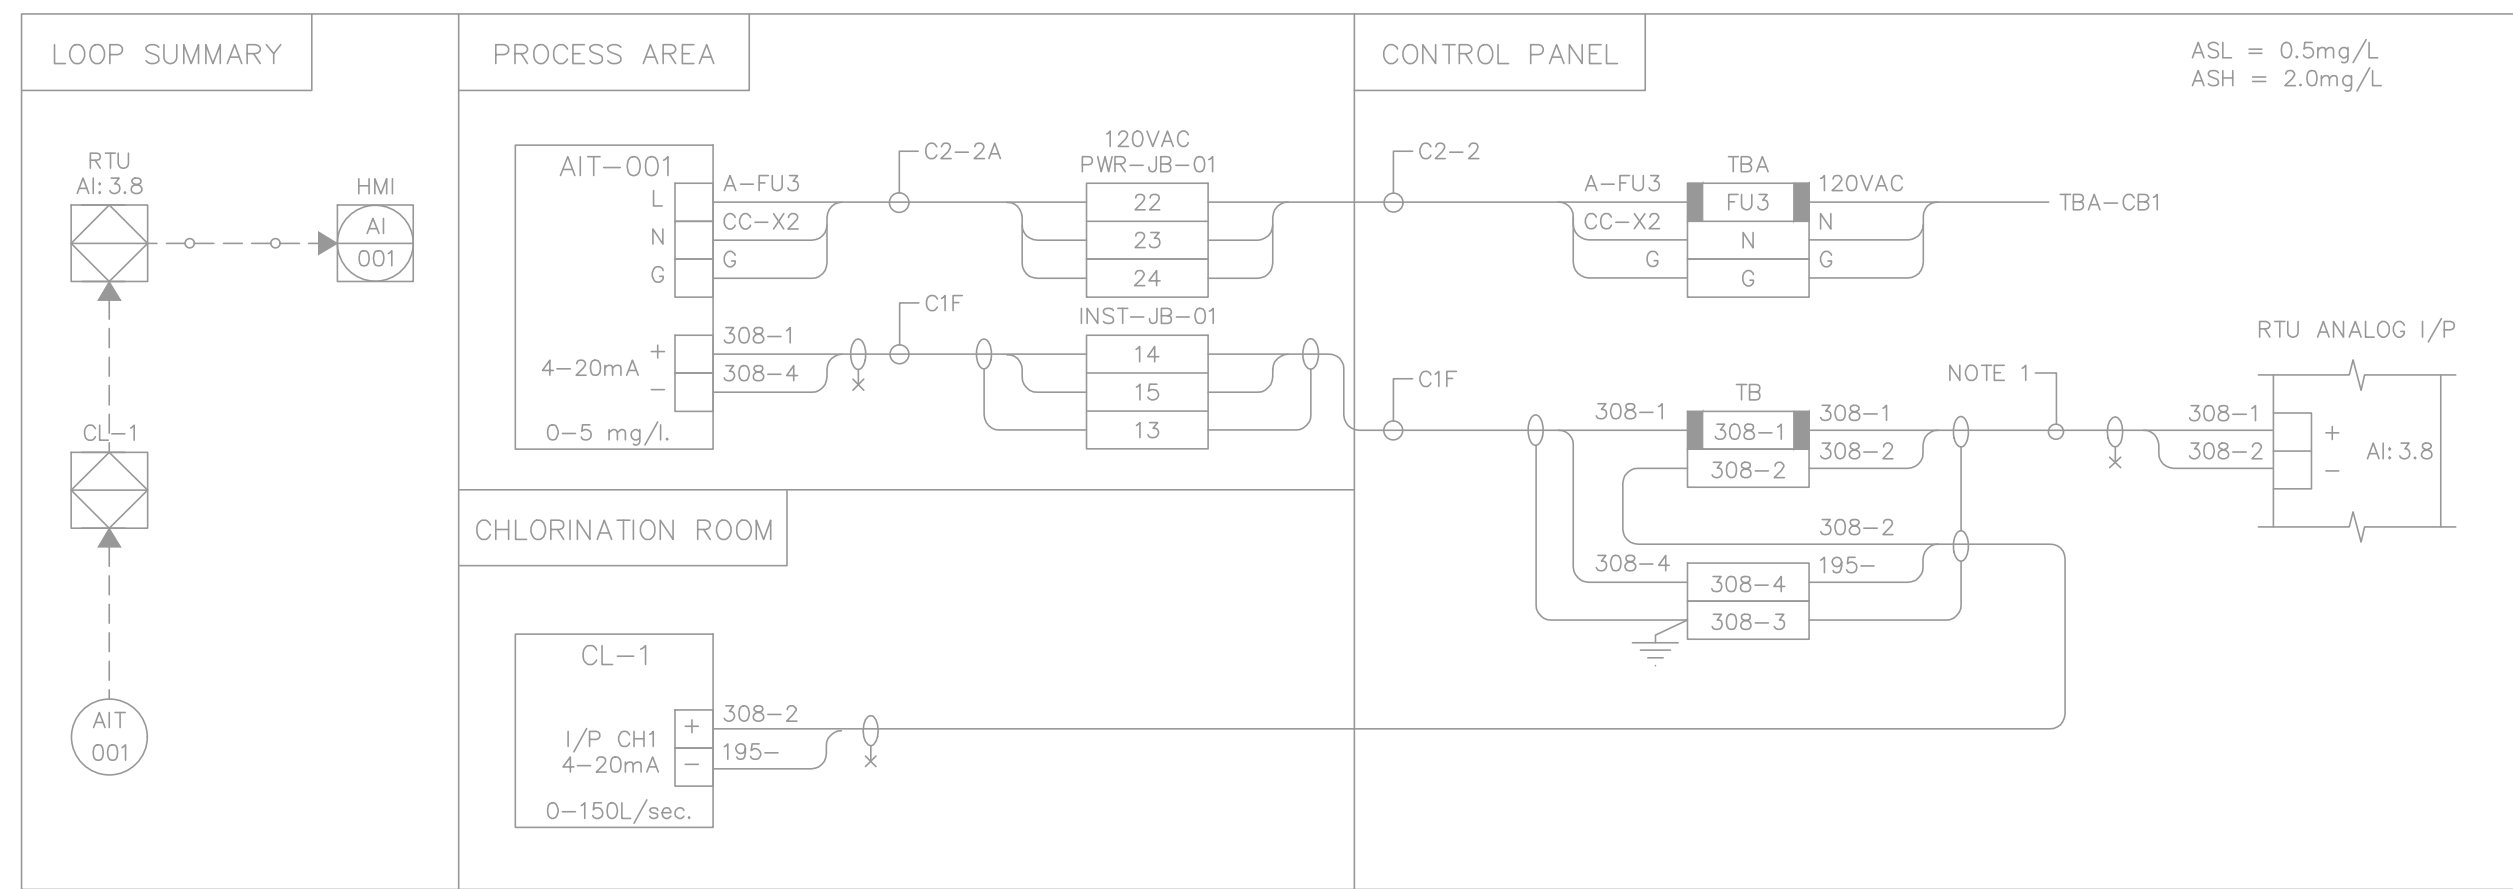 LOOP SUMMARY
RTU
AI:3.8
HMI
AI
001
CL-1
AIT
001
PROCESS AREA
AIT-001
L
N
G
A-FU3
CC-X2
G
C2-2A
120VAC
PWR-JB-01
22
23
24
4-20mA
+
-
308-1
308-4
C1F
INST-JB-01
14
15
13
0-5 mg/l.
CHLORINATION ROOM
CL-1
I/P CH1
4-20mA
+
-
308-2
195-
0-150L/sec.
CONTROL PANEL
ASL = 0.5mg/L
ASH = 2.0mg/L
C2-2
A-FU3
CC-X2
G
TBA
FU3
N
G
120VAC
N
G
TBA-CB1
C1F
308-1
TB
308-1
308-2
308-1
308-2
NOTE 1
RTU ANALOG I/P
308-1
308-2
+
-
AI:3.8
308-2
308-4
308-4
308-3
195-